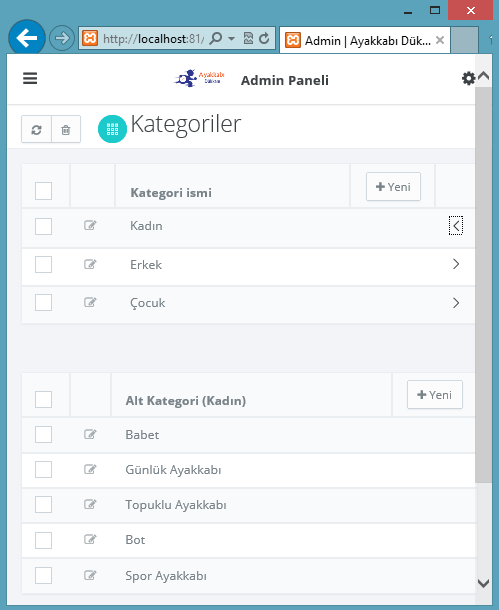 http://localhost:81/
Admin | Ayakkabı Dük...
Ayakkabı
Dükkanı
Admin Paneli
Kategoriler
Kategori ismi
Yeni
Kadın
Erkek
Çocuk
Alt Kategori (Kadın)
Yeni
Babet
Günlük Ayakkabı
Topuklu Ayakkabı
Bot
Spor Ayakkabı